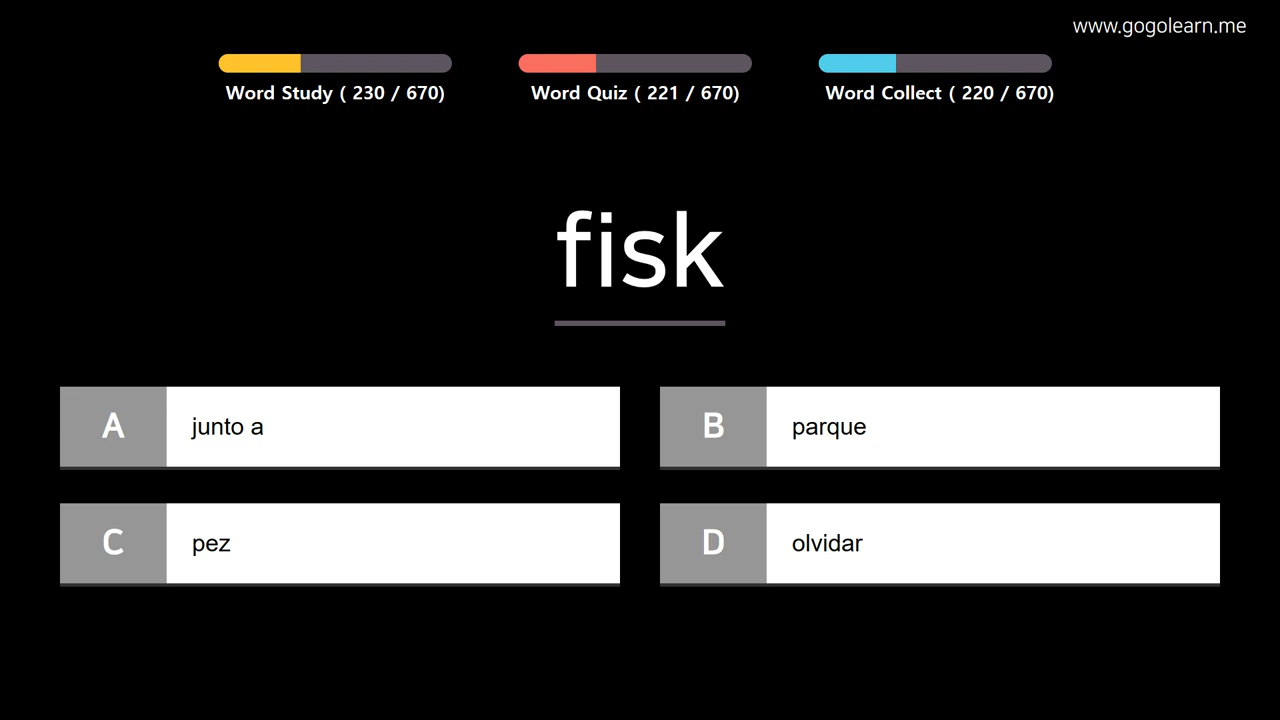 www.gogolearn.me
Word Study ( 230 / 670)
Word Quiz ( 221 / 670)
Word Collect ( 220 / 670)
fisk
A junto a
B parque
C pez
D olvidar